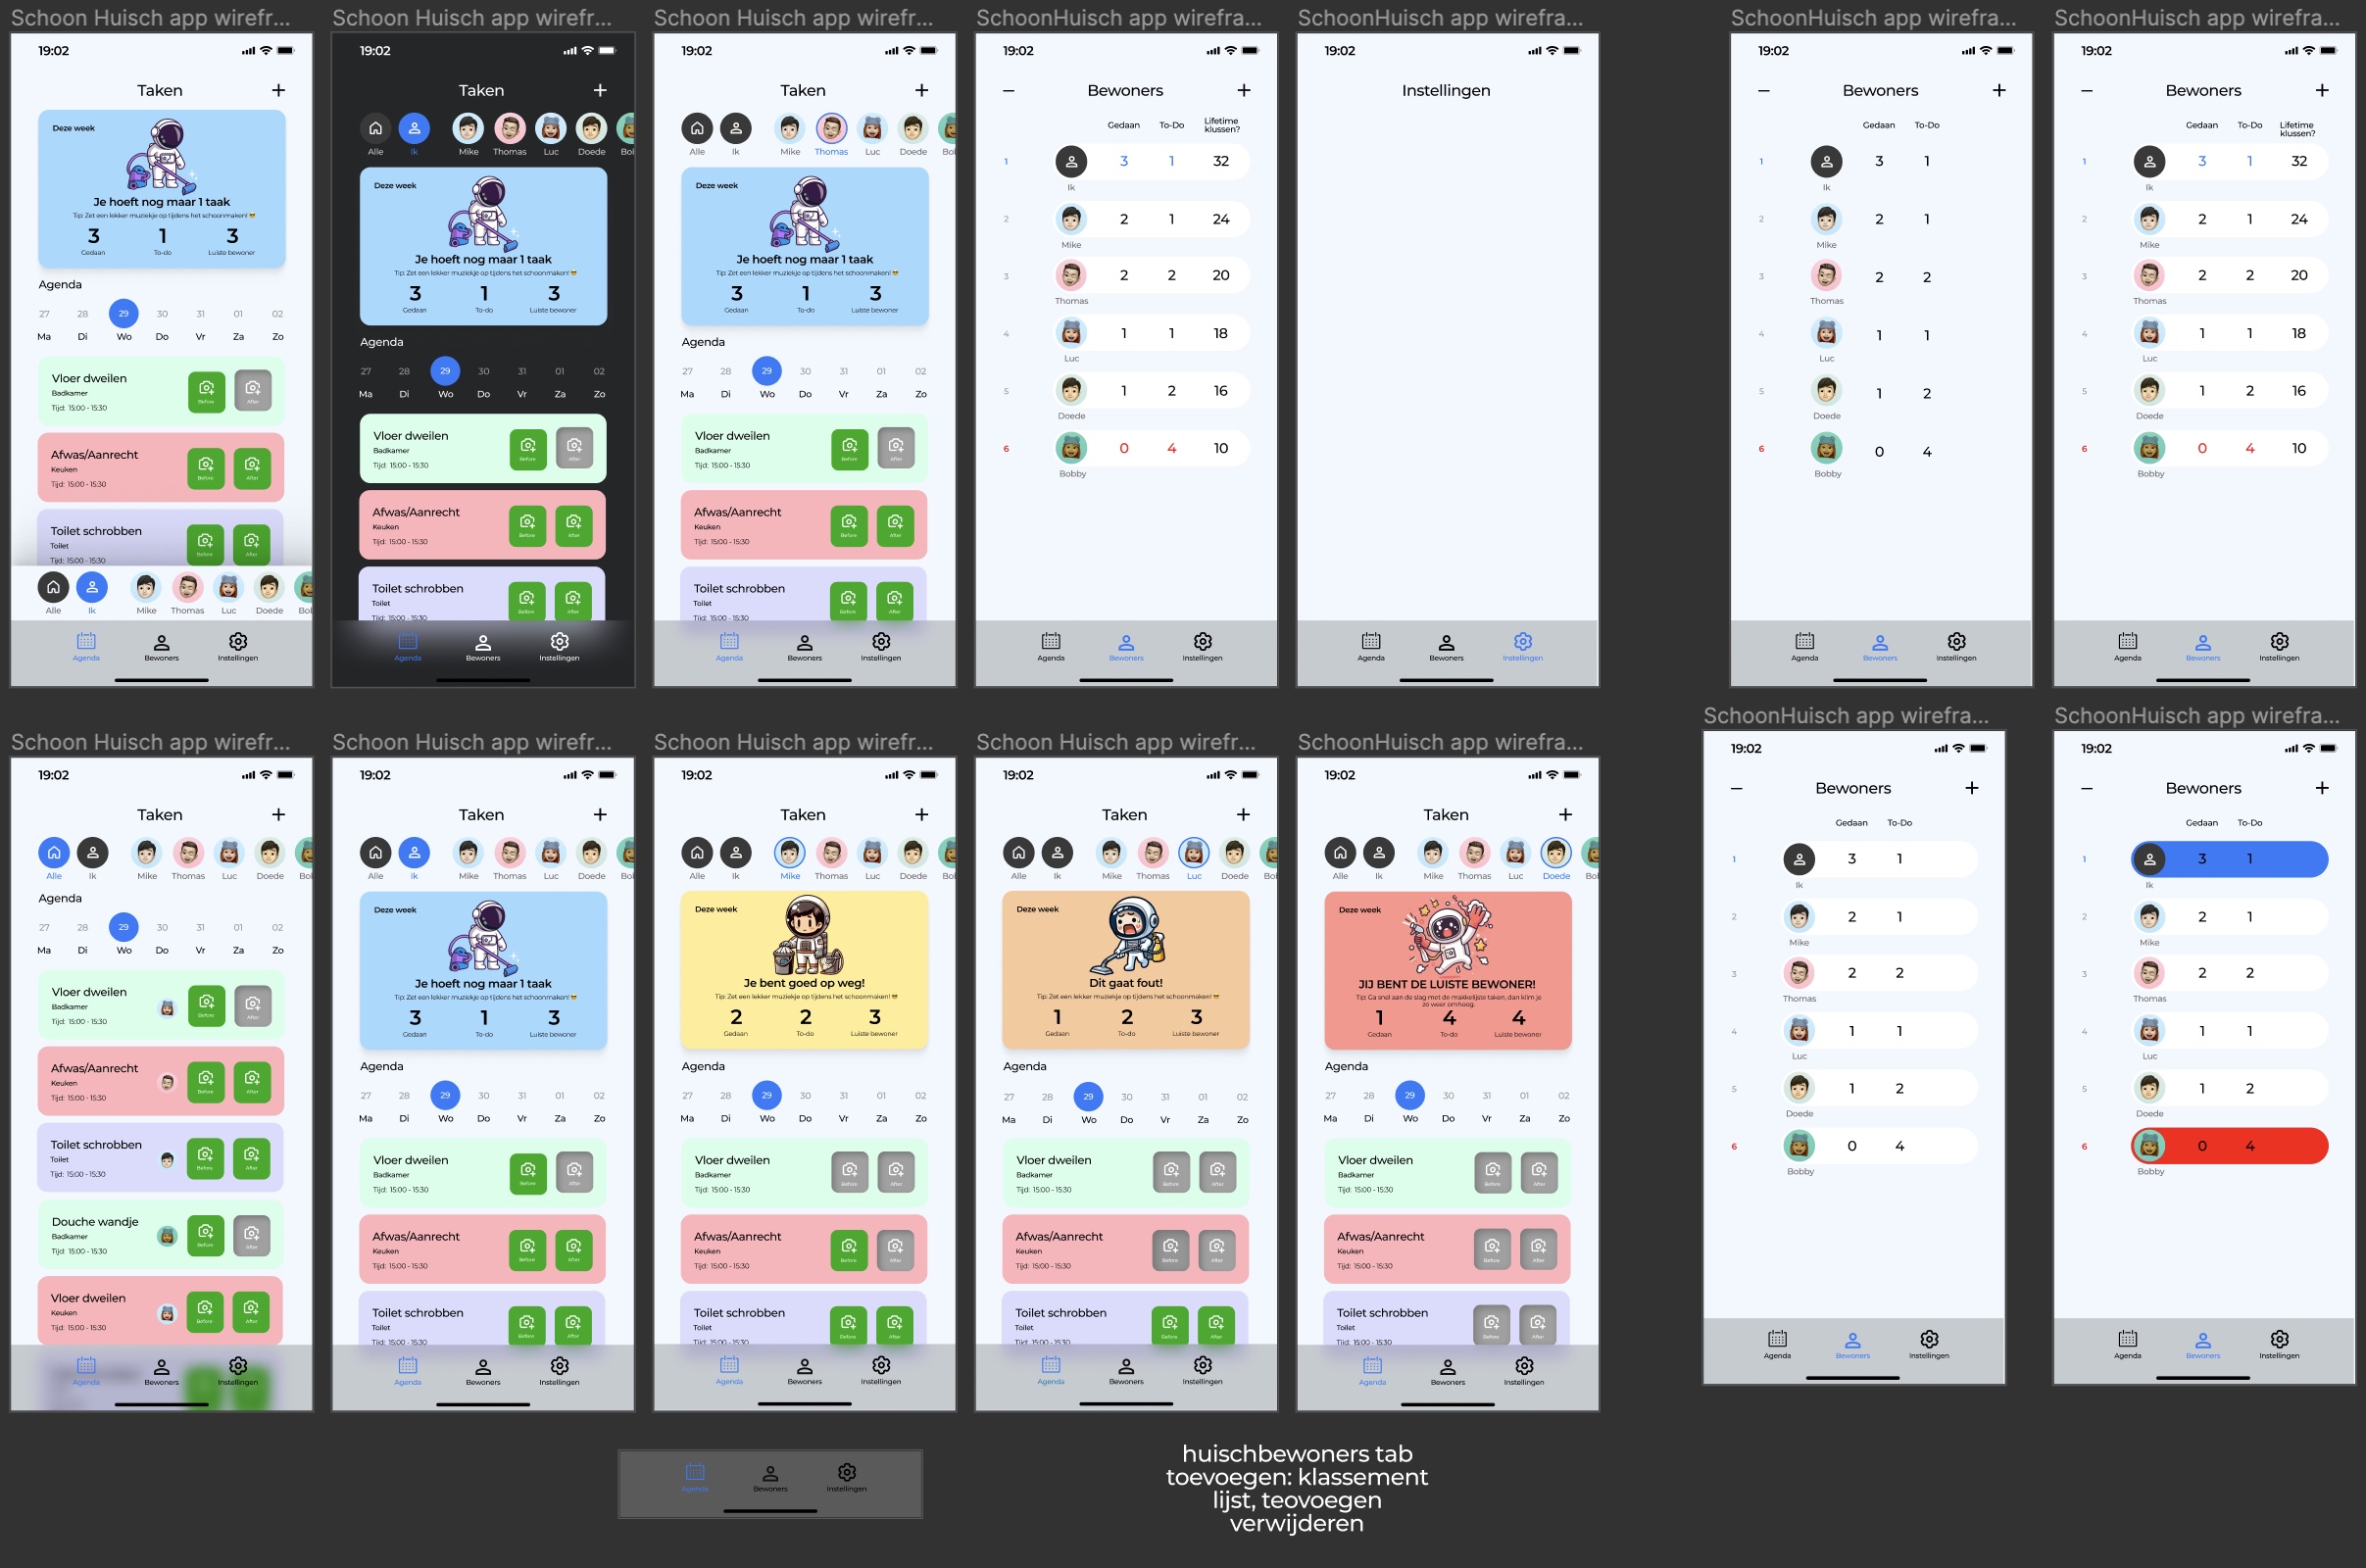 Schoon Huisch app wirefr...
19:02
Taken
Deze week
Je hoeft nog maar 1 taak
Tip: Zet een lekker muziekje op tijdens het schoonmaken! 😎
3 1 3
Gedaan To-do Luiste bewoner
Agenda
27 28 29 30 31 01 02
Ma Di Wo Do Vr Za Zo
Vloer dweilen
Badkamer
Tijd: 15:00 - 15:30
Before After
Afwas/Aanrecht
Keuken
Tijd: 15:00 - 15:30
Before After
Toilet schrobben
Toilet
Tijd: 15:00 - 15:30
Before After
Alle Ik Mike Thomas Luc Doede Bo
Agenda Bewoners Instellingen
Schoon Huisch app wirefr...
19:02
Taken
Alle Ik Mike Thomas Luc Doede Bol
Deze week
Je hoeft nog maar 1 taak
Tip: Zet een lekker muziekje op tijdens het schoonmaken! 😎
3 1 3
Gedaan To-do Luiste bewoner
Agenda
27 28 29 30 31 01 02
Ma Di Wo Do Vr Za Zo
Vloer dweilen
Badkamer
Tijd: 15:00 - 15:30
Before After
Afwas/Aanrecht
Keuken
Tijd: 15:00 - 15:30
Before After
Toilet schrobben
Toilet
Tijd: 15:00 - 15:30
Before After
Agenda Bewoners Instellingen
Schoon Huisch app wirefr...
19:02
Taken
Alle Ik Mike Thomas Luc Doede Bol
Deze week
Je hoeft nog maar 1 taak
Tip: Zet een lekker muziekje op tijdens het schoonmaken! 😎
3 1 3
Gedaan To-do Luiste bewoner
Agenda
27 28 29 30 31 01 02
Ma Di Wo Do Vr Za Zo
Vloer dweilen
Badkamer
Tijd: 15:00 - 15:30
Before After
Afwas/Aanrecht
Keuken
Tijd: 15:00 - 15:30
Before After
Toilet schrobben
Toilet
Tijd: 15:00 - 15:30
Before After
Agenda Bewoners Instellingen
SchoonHuisch app wirefra...
19:02
Bewoners
Gedaan To-Do Lifetime
klussen?
1 3 1 32
Ik
2 2 1 24
Mike
3 2 2 20
Thomas
4 1 1 18
Luc
5 1 2 16
Doede
6 0 4 10
Bobby
Agenda Bewoners Instellingen
SchoonHuisch app wirefra...
19:02
Instellingen
Agenda Bewoners Instellingen
SchoonHuisch app wirefra...
19:02
Bewoners
Gedaan To-Do
1 3 1
Ik
2 2 1
Mike
3 2 2
Thomas
4 1 1
Luc
5 1 2
Doede
6 0 4
Bobby
Agenda Bewoners Instellingen
SchoonHuisch app wirefra...
19:02
Bewoners
Gedaan To-Do Lifetime
klussen?
1 3 1 32
Ik
2 2 1 24
Mike
3 2 2 20
Thomas
4 1 1 18
Luc
5 1 2 16
Doede
6 0 4 10
Bobby
Agenda Bewoners Instellingen
Schoon Huisch app wirefr...
19:02
Taken
Alle Ik Mike Thomas Luc Doede Bol
Agenda
27 28 29 30 31 01 02
Ma Di Wo Do Vr Za Zo
Vloer dweilen
Badkamer
Tijd: 15:00 - 15:30
Before After
Afwas/Aanrecht
Keuken
Tijd: 15:00 - 15:30
Before After
Toilet schrobben
Toilet
Tijd: 15:00 - 15:30
Before After
Douche wandje
Badkamer
Tijd: 15:00 - 15:30
Before After
Vloer dweilen
Keuken
Tijd: 15:00 - 15:30
Before After
Agenda Bewoners Instellingen
Schoon Huisch app wirefr...
19:02
Taken
Alle Ik Mike Thomas Luc Doede Bol
Deze week
Je hoeft nog maar 1 taak
Tip: Zet een lekker muziekje op tijdens het schoonmaken! 😎
3 1 3
Gedaan To-do Luiste bewoner
Agenda
27 28 29 30 31 01 02
Ma Di Wo Do Vr Za Zo
Vloer dweilen
Badkamer
Tijd: 15:00 - 15:30
Before After
Afwas/Aanrecht
Keuken
Tijd: 15:00 - 15:30
Before After
Toilet schrobben
Toilet
Tijd: 15:00 - 15:30
Before After
Agenda Bewoners Instellingen
Schoon Huisch app wirefr...
19:02
Taken
Alle Ik Mike Thomas Luc Doede Bol
Deze week
Je bent goed op weg!
Tip: Zet een lekker muziekje op tijdens het schoonmaken! 😎
2 2 3
Gedaan To-do Luiste bewoner
Agenda
27 28 29 30 31 01 02
Ma Di Wo Do Vr Za Zo
Vloer dweilen
Badkamer
Tijd: 15:00 - 15:30
Before After
Afwas/Aanrecht
Keuken
Tijd: 15:00 - 15:30
Before After
Toilet schrobben
Toilet
Tijd: 15:00 - 15:30
Before After
Agenda Bewoners Instellingen
Schoon Huisch app wirefr...
19:02
Taken
Alle Ik Mike Thomas Luc Doede Bol
Deze week
Dit gaat fout!
Tip: Zet een lekker muziekje op tijdens het schoonmaken! 😎
1 2 3
Gedaan To-do Luiste bewoner
Agenda
27 28 29 30 31 01 02
Ma Di Wo Do Vr Za Zo
Vloer dweilen
Badkamer
Tijd: 15:00 - 15:30
Before After
Afwas/Aanrecht
Keuken
Tijd: 15:00 - 15:30
Before After
Toilet schrobben
Toilet
Tijd: 15:00 - 15:30
Before After
Agenda Bewoners Instellingen
SchoonHuisch app wirefra...
19:02
Taken
Alle Ik Mike Thomas Luc Doede Bol
Deze week
JIJ BENT DE LUISTE BEWONER!
Tip: Ga snel aan de slag met de makkelijste taken, dan klim je
zo weer omhoog.
1 4 4
Gedaan To-do Luiste bewoner
Agenda
27 28 29 30 31 01 02
Ma Di Wo Do Vr Za Zo
Vloer dweilen
Badkamer
Tijd: 15:00 - 15:30
Before After
Afwas/Aanrecht
Keuken
Tijd: 15:00 - 15:30
Before After
Toilet schrobben
Toilet
Tijd: 15:00 - 15:30
Before After
Agenda Bewoners Instellingen
SchoonHuisch app wirefra...
19:02
Bewoners
Gedaan To-Do
1 3 1
Ik
2 2 1
Mike
3 2 2
Thomas
4 1 1
Luc
5 1 2
Doede
6 0 4
Bobby
Agenda Bewoners Instellingen
SchoonHuisch app wirefra...
19:02
Bewoners
Gedaan To-Do
1 3 1
Ik
2 2 1
Mike
3 2 2
Thomas
4 1 1
Luc
5 1 2
Doede
6 0 4
Bobby
Agenda Bewoners Instellingen
Agenda Bewoners Instellingen
huischbewoners tab
toevoegen: klassement
lijst, teovoegen
verwijderen